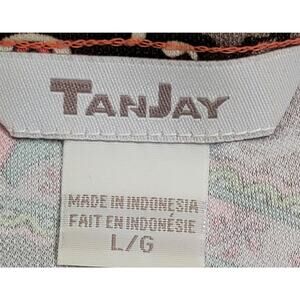 TANJAY
MADE IN INDONESIA
FAIT EN INDONÉSIE
L/G